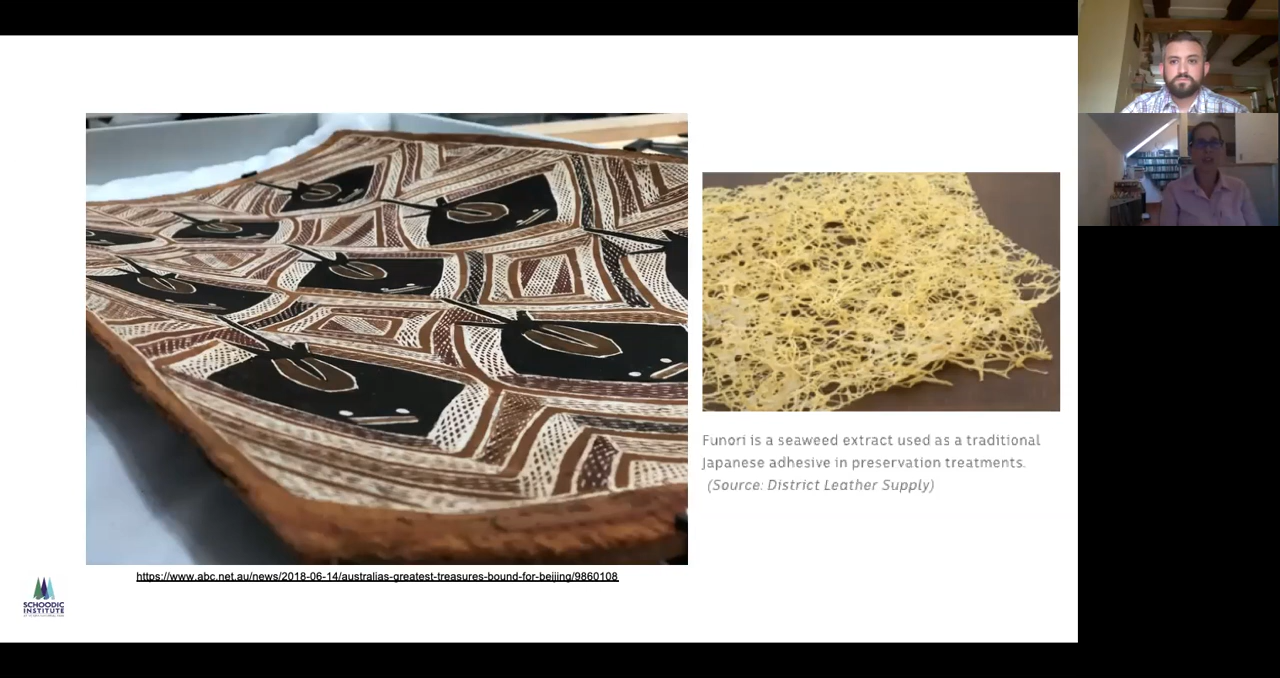 Funori is a seaweed extract used as a traditional
Japanese adhesive in preservation treatments.
(Source: District Leather Supply)
https://www.abc.net.au/news/2018-06-14/australias-greatest-treasures-bound-for-beijing/9860108
SCHOODIC
INSTITUTE